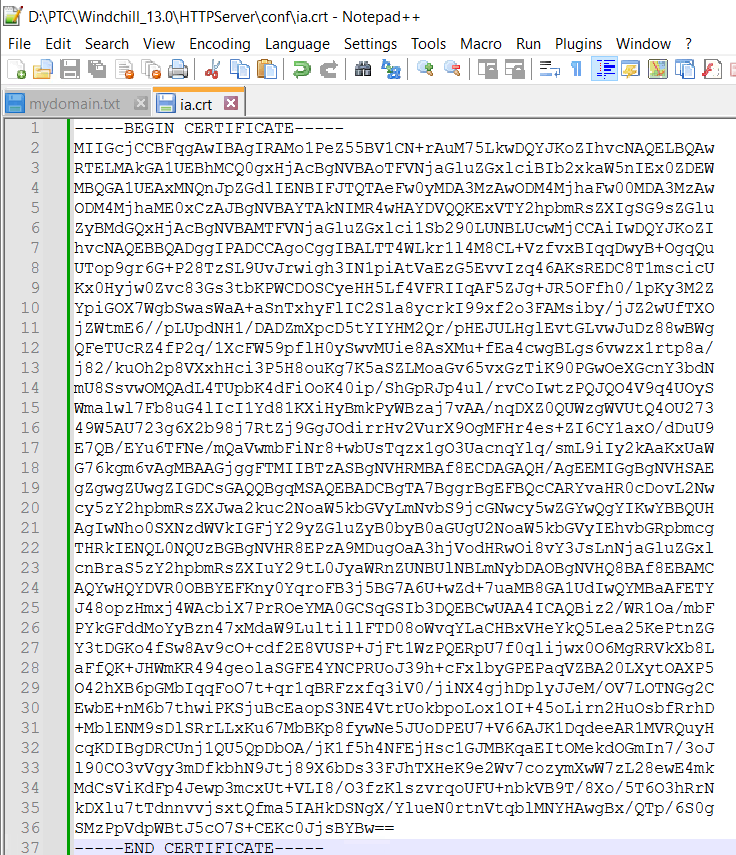 D:\PTC\Windchill_13.0\HTTPServer\conf\ia.crt - Notepad++
File Edit Search View Encoding Language Settings Tools Macro Run Plugins Window ?
mydomain.txt ia.crt
1 -----BEGIN CERTIFICATE-----
2 MIIGcjCCBFqgAwIBAgIRAMo1PeZ55BV1CN+rAuM75LkwDQYJKoZIhvcNAQELBQAw
3 RTELMAkGA1UEBhMCQ0gxHjAcBgNVBAoTFVNjaGluZGxlciBIb2xkaW5nIEx0ZDEW
4 MBQGA1UEAxMNQnJpZGdlIENBIFJTQTAeFw0yMDA3MzAwODM4MjhaFw00MDA3MzAw
5 ODM4MjhaME0xCzAJBgNVBAYTAkNIMR4wHAYDVQQKExVTY2hpbmRsZXIgSG9sZGlu
6 ZyBMdGQxHjAcBgNVBAMTFVNjaGluZGxlci1Sb290LUNBLUcwMjCCAiIwDQYJKoZI
7 hvcNAQEBBQADggIPADCCAgoCggIBALTT4WLkr1l4M8CL+VzfvxBIqqDwyB+OgqQu
8 UTop9gr6G+P28TzSL9UvJrwigh3IN1piAtVaEzG5EvvIzq46AKsREDC8T1mscicU
9 Kx0Hyjw0Zvc83Gs3tbKPWCDOSCyeHH5Lf4VFRIIqAF5ZJg+JR5OFfh0/lpKy3M2Z
10 YpiGOX7WgbSwasWaA+aSnTxhyFlIC2Sla8ycrkI99xf2o3FAMsiby/jJZ2wUfTXO
11 jZWtmE6//pLUpdNH1/DADZmXpcD5tYIYHM2Qr/pHEJULHglEvtGLvwJuDz88wBWg
12 QFeTUcRZ4fP2q/1XcFW59pflH0ySwvMUie8AsXMu+fEa4cwgBLgs6vwzx1rtp8a/
13 j82/kuOh2p8VXxhHci3P5H8ouKg7K5aSZLMoaGv65vxGzTiK90PGwOeXGcnY3bdN
14 mU8SsvwOMQAdL4TUpbK4dFiOoK40ip/ShGpRJp4ul/rvCoIwtzPQJQO4V9q4UOyS
15 Wmalwl7Fb8uG4lIcI1Yd81KXiHyBmkPyWBzaj7vAA/nqDXZ0QUWzgWVUtQ4OU273
16 49W5AU723g6X2b98j7RtZj9GgJOdirrHv2VurX9OgMFHr4es+ZI6CY1axO/dDuU9
17 E7QB/EYu6TFNe/mQaVwmbFiNr8+wbUsTqzx1gO3UacnqYlq/smL9iIy2kAaKxUaW
18 G76kgm6vAgMBAAGjggFTMIIBTzASBgNVHRMBAf8ECDAGAQH/AgEEMIGgBgNVHSAE
19 gZgwgZUwgZIGDCsGAQQBgqMSAQEBADCBgTA7BggrBgEFBQcCARYvaHR0cDovL2Nw
20 cy5zY2hpbmRsZXJwa2kuc2NoaW5kbGVyLmNvbS9jcGNwcy5wZGYwQgYIKwYBBQUH
21 AgIwNho0SXNzdWVkIGFjY29yZGluZyB0byB0aGUgU2NoaW5kbGVyIEhvbGRpbmcg
22 THRkIENQL0NQUzBGBgNVHR8EPzA9MDugOaA3hjVodHRwOi8vY3JsLnNjaGluZGxl
23 cnBraS5zY2hpbmRsZXIuY29tL0JyaWRnZUNBUlNBLmNybDAOBgNVHQ8BAf8EBAMC
24 AQYwHQYDVR0OBBYEFKny0YqroFB3j5BG7A6U+wZd+7uaMB8GA1UdIwQYMBaAFETY
25 J48opzHmxj4WAcbiX7PrROeYMA0GCSqGSIb3DQEBCwUAA4ICAQBiz2/WR1Oa/mbF
26 PYkGFddMoYyBzn47xMdaW9LultillFTD08oWvqYLaCHBxVHeYkQ5Lea25KePtnZG
27 Y3tDGKo4fSw8Av9cO+cdf2E8VUSP+JjFt1WzPQERpU7f0qlijwx0O6MgRRVkXb8L
28 aFfQK+JHWmKR494geolaSGFE4YNCPRUoJ39h+cFxlbyGPEPaqVZBA20LXytOAXP5
29 O42hXB6pGMbIqqFoO7t+qr1qBRFzxfq3iV0/jiNX4gjhDplyJJeM/OV7LOTNGg2C
30 EwbE+nM6b7thwiPKSjuBcEaopS3NE4VtrUokbpoLox1OI+45oLirn2HuOsbfRrhD
31 +MblENM9sDlSRrLLxKu67MbBKp8fywNe5JUoDPEU7+V66AJK1DqdeeAR1MVRQuyH
32 cqKDIBgDRCUnj1QU5QpDbOA/jK1f5h4NFEjHsc1GJMBKqaEItOMekdOGmIn7/3oJ
33 l90CO3vVgy3mDfkbhN9Jtj89X6bDs33FJhTXHeK9e2Wv7cozymXwW7zL28ewE4mk
34 MdCsViKdFp4Jewp3mcxUt+VLI8/O3fzKlszvrqoUFU+nbkVB9T/8Xo/5T6O3hRrN
35 kDXlu7tTdnnvvjsxtQfma5IAHkDSNgX/YlueN0rtnVtqblMNYHAwgBx/QTp/6S0g
36 SMzPpVdpWBtJ5cO7S+CEKc0JjsBYBw==
37 -----END CERTIFICATE-----